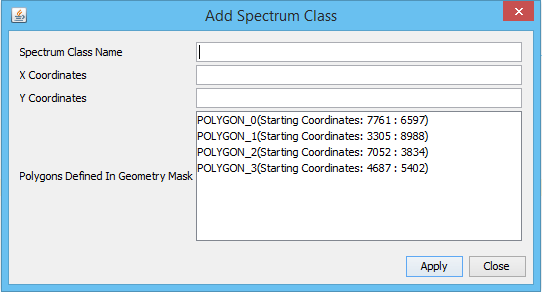 Add Spectrum Class
Spectrum Class Name
X Coordinates
Y Coordinates
Polygons Defined In Geometry Mask
POLYGON_0(Starting Coordinates: 7761 : 6597)
POLYGON_1(Starting Coordinates: 3305 : 8988)
POLYGON_2(Starting Coordinates: 7052 : 3834)
POLYGON_3(Starting Coordinates: 4687 : 5402)
Apply
Close